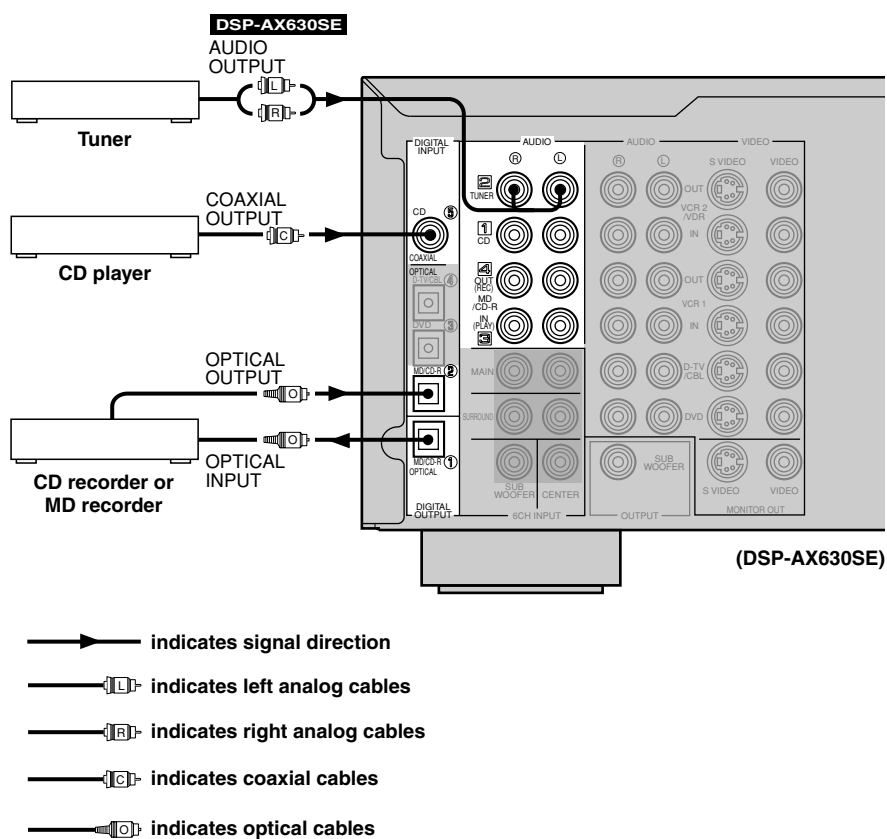 DSP-AX630SE
AUDIO
OUTPUT
L
R
Tuner
COAXIAL
OUTPUT
C
CD player
OPTICAL
OUTPUT
O
O
OPTICAL
INPUT
CD recorder or
MD recorder
DIGITAL
INPUT
CD 5
COAXIAL
OPTICAL
D-TV/CBL 4
DVD 3
MD/CD-R 2
MD/CD-R 1
OPTICAL
DIGITAL
OUTPUT
AUDIO
R L
2
TUNER
1
CD
4
OUT
(REC)
MD
/CD-R
IN
(PLAY)
3
MAIN
SURROUND
SUB
WOOFER
CENTER
6CH INPUT
AUDIO
R L
VIDEO
S VIDEO VIDEO
OUT
VCR 2
/VDR
IN
OUT
VCR 1
IN
D-TV
/CBL
DVD
SUB
WOOFER
OUTPUT
S VIDEO VIDEO
MONITOR OUT
(DSP-AX630SE)
indicates signal direction
L indicates left analog cables
R indicates right analog cables
C indicates coaxial cables
O indicates optical cables